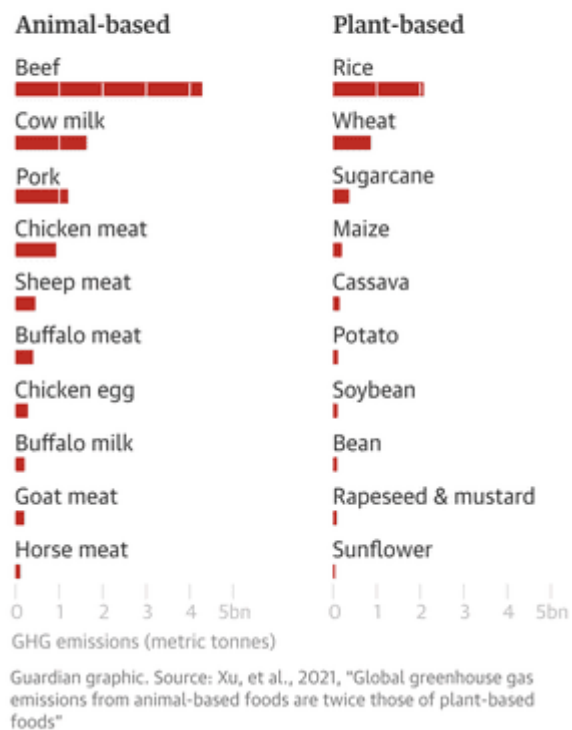 Animal-based
Beef
Cow milk
Pork
Chicken meat
Sheep meat
Buffalo meat
Chicken egg
Buffalo milk
Goat meat
Horse meat
0 1 2 3 4 5bn
Plant-based
Rice
Wheat
Sugarcane
Maize
Cassava
Potato
Soybean
Bean
Rapeseed & mustard
Sunflower
0 1 2 3 4 5bn
GHG emissions (metric tonnes)
Guardian graphic. Source: Xu, et al., 2021, "Global greenhouse gas
emissions from animal-based foods are twice those of plant-based
foods"